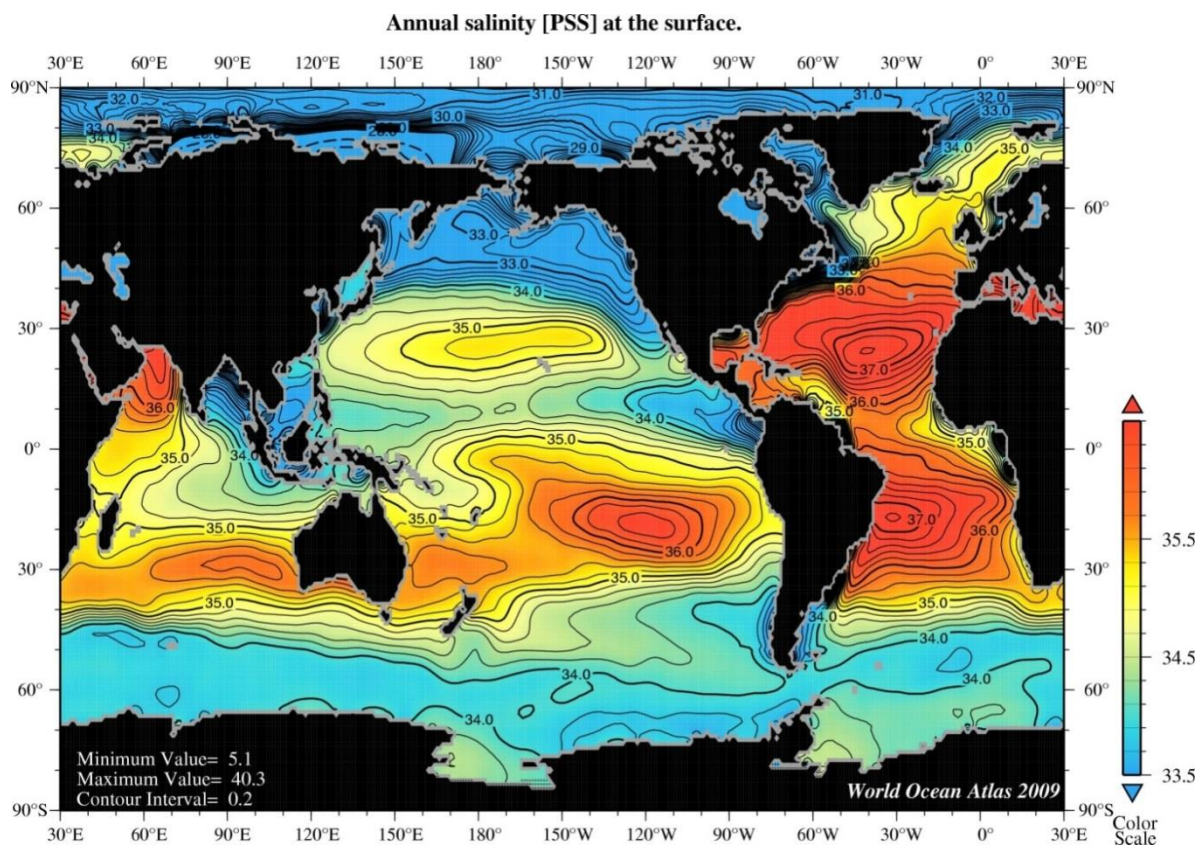 Annual salinity [PSS] at the surface.
30°E 60°E 90°E 120°E 150°E 180° 150°W 120°W 90°W 60°W 30°W 0° 30°E
90°N 90°N
32.0 31.0 31.0 32.0
33.0 30.0 33.0
34.0 29.0 34.0 35.0
60° 60°
33.0
33.0
34.0 36.0
30° 35.0 30°
37.0
36.0 34.0 36.0
35.0 35.0
0° 35.0 0°
35.0 34.0
35.0 35.0 37.0 36.0 35.5
36.0
30° 35.0 30°
35.0 35.0
34.0 34.0
34.5
60° 34.0 34.0 60°
34.0
Minimum Value= 5.1
Maximum Value= 40.3
Contour Interval= 0.2
World Ocean Atlas 2009
33.5
90°S 90°S
30°E 60°E 90°E 120°E 150°E 180° 150°W 120°W 90°W 60°W 30°W 0° 30°E
Color
Scale